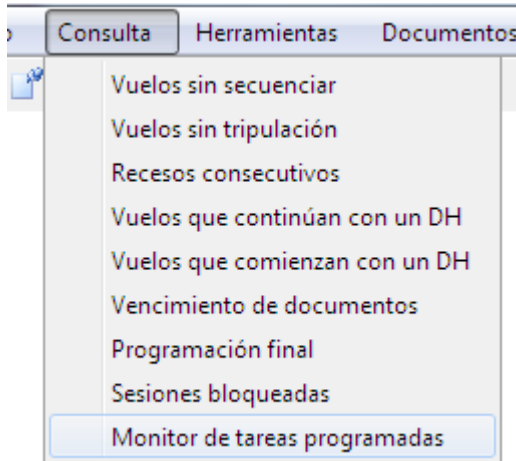 Consulta Herramientas Documentos
Vuelos sin secuenciar
Vuelos sin tripulación
Recesos consecutivos
Vuelos que continúan con un DH
Vuelos que comienzan con un DH
Vencimiento de documentos
Programación final
Sesiones bloqueadas
Monitor de tareas programadas